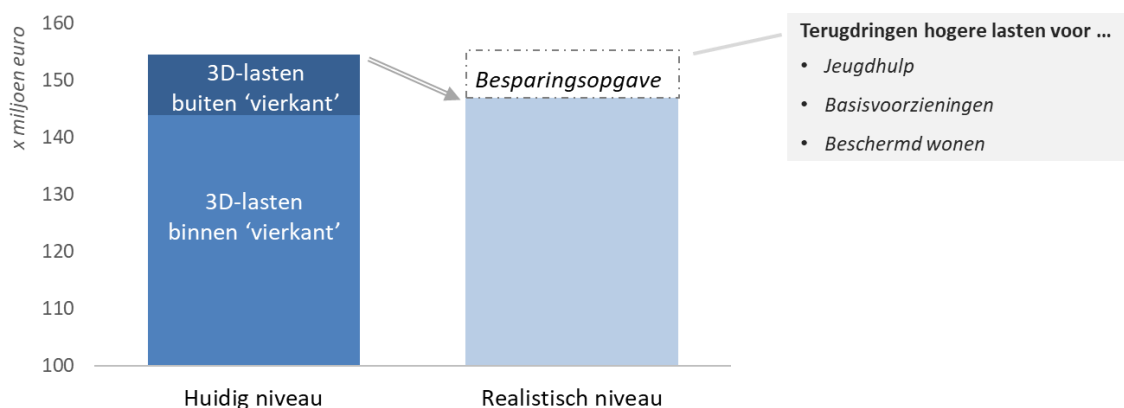 x miljoen euro
160
150
140
130
120
110
100
3D-lasten
buiten ‘vierkant’
3D-lasten
binnen ‘vierkant’
Besparingsopgave
Huidig niveau
Realistisch niveau
Terugdringen hogere lasten voor ...
• Jeugdhulp
• Basisvoorzieningen
• Beschermd wonen